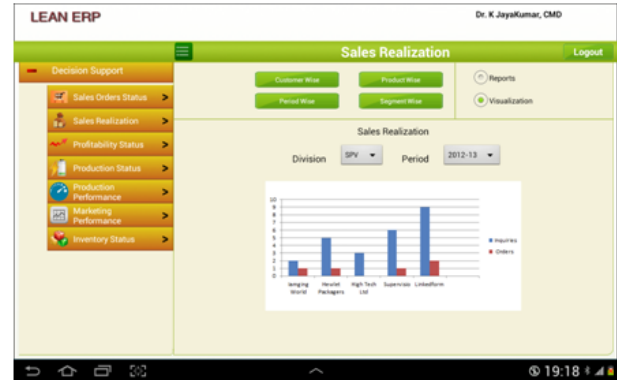 LEAN ERP
Dr. K JayaKumar, CMD
Sales Realization
Logout
Decision Support
Sales Orders Status >
Sales Realization >
Profitability Status >
Production Status >
Production
Performance >
Marketing
Performance >
Inventory Status >
Customer Wise
Product Wise
Period Wise
Segment Wise
Reports
Visualization
Sales Realization
Division SPV Period 2012-13
10
9
8
7
6
5
4
3
2
1
0
World
Hewlet
Packagers
High Tech
Ltd
Linkedform
Inquiries
Orders
19:18